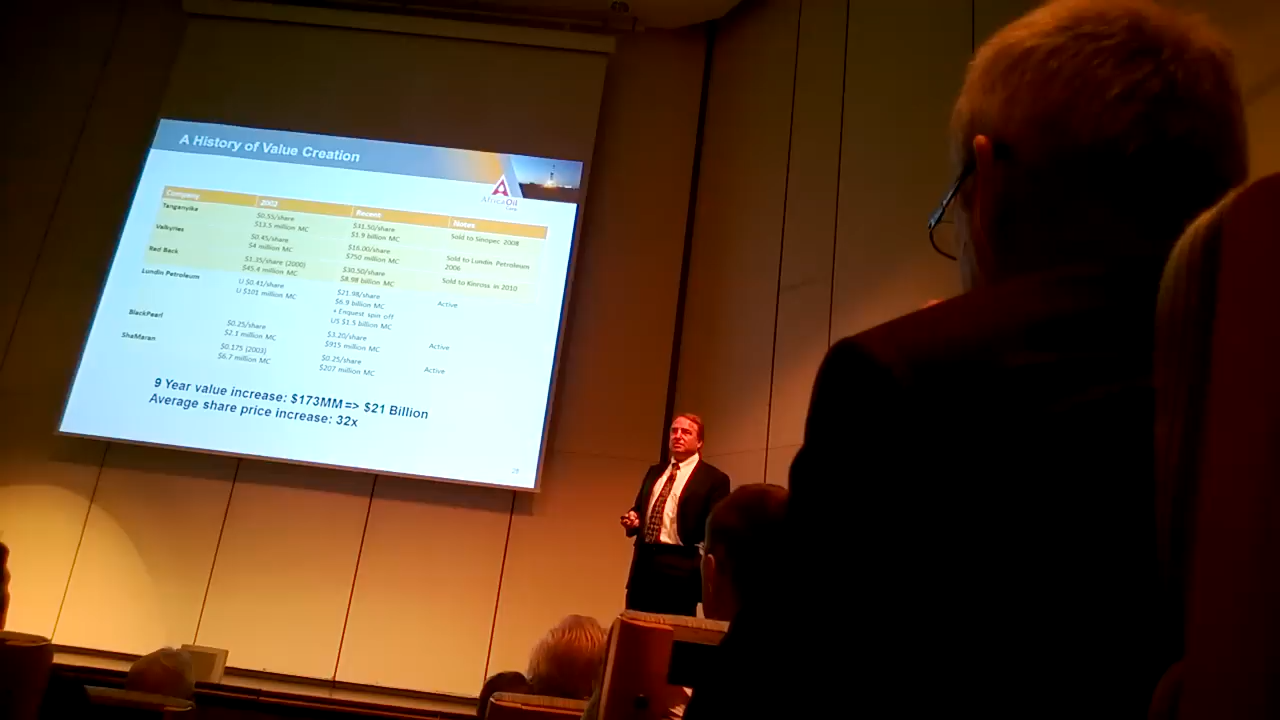 A History of Value Creation
AfricaOil
Company 2002 Recent Notes
Tanganyika $0.55/share $31.50/share Sold to Sinopec 2008
$13.5 million MC $1.9 billion MC
Valkyries $0.45/share $16.00/share Sold to Lundin Petroleum
$4 million MC $750 million MC 2006
Red Back $1.35/share (2000) $30.50/share Sold to Kinross in 2010
$45.4 million MC $8.98 billion MC
Lundin Petroleum U $0.41/share $21.98/share Active
U $101 million MC $6.9 billion MC
+ Enquest spin off
US $1.5 billion MC
BlackPearl $0.25/share $3.20/share Active
$2.1 million MC $915 million MC
ShaMaran $0.175 (2003) $0.25/share Active
$6.7 million MC $207 million MC
9 Year value increase: $173MM => $21 Billion
Average share price increase: 32x